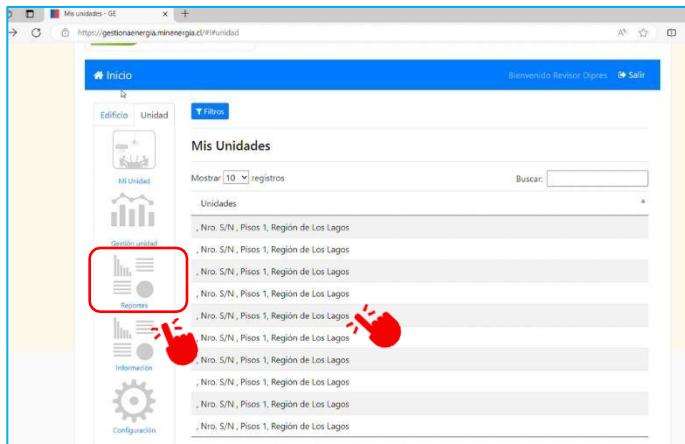 Mis unidades - GE
https://gestionaenergia.minenergia.cl/#!#unidad
Inicio
Bienvenido Revisor Dipres
Salir
Edificio
Unidad
Filtros
Mi Unidad
Gestión unidad
Reportes
Información
Configuración
Mis Unidades
Mostrar 10 registros
Buscar:
Unidades
, Nro. S/N , Pisos 1, Región de Los Lagos
, Nro. S/N , Pisos 1, Región de Los Lagos
, Nro. S/N , Pisos 1, Región de Los Lagos
, Nro. S/N , Pisos 1, Región de Los Lagos
, Nro. S/N , Pisos 1, Región de Los Lagos
, Nro. S/N , Pisos 1, Región de Los Lagos
, Nro. S/N , Pisos 1, Región de Los Lagos
, Nro. S/N , Pisos 1, Región de Los Lagos
, Nro. S/N , Pisos 1, Región de Los Lagos
, Nro. S/N , Pisos 1, Región de Los Lagos